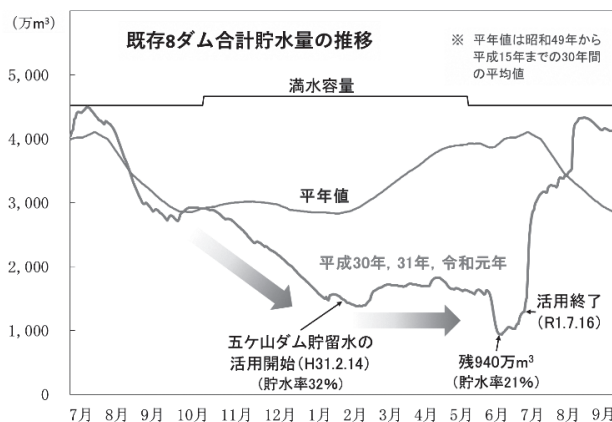 (万m³)
既存8ダム合計貯水量の推移
※ 平年値は昭和49年から
平成15年までの30年間
の平均値
満水容量
平年値
平成30年, 31年, 令和元年
五ケ山ダム貯留水の
活用開始(H31.2.14)
(貯水率32%)
活用終了
(R1.7.16)
残940万m³
(貯水率21%)
5,000
4,000
3,000
2,000
1,000
0
7月 8月 9月 10月 11月 12月 1月 2月 3月 4月 5月 6月 7月 8月 9月